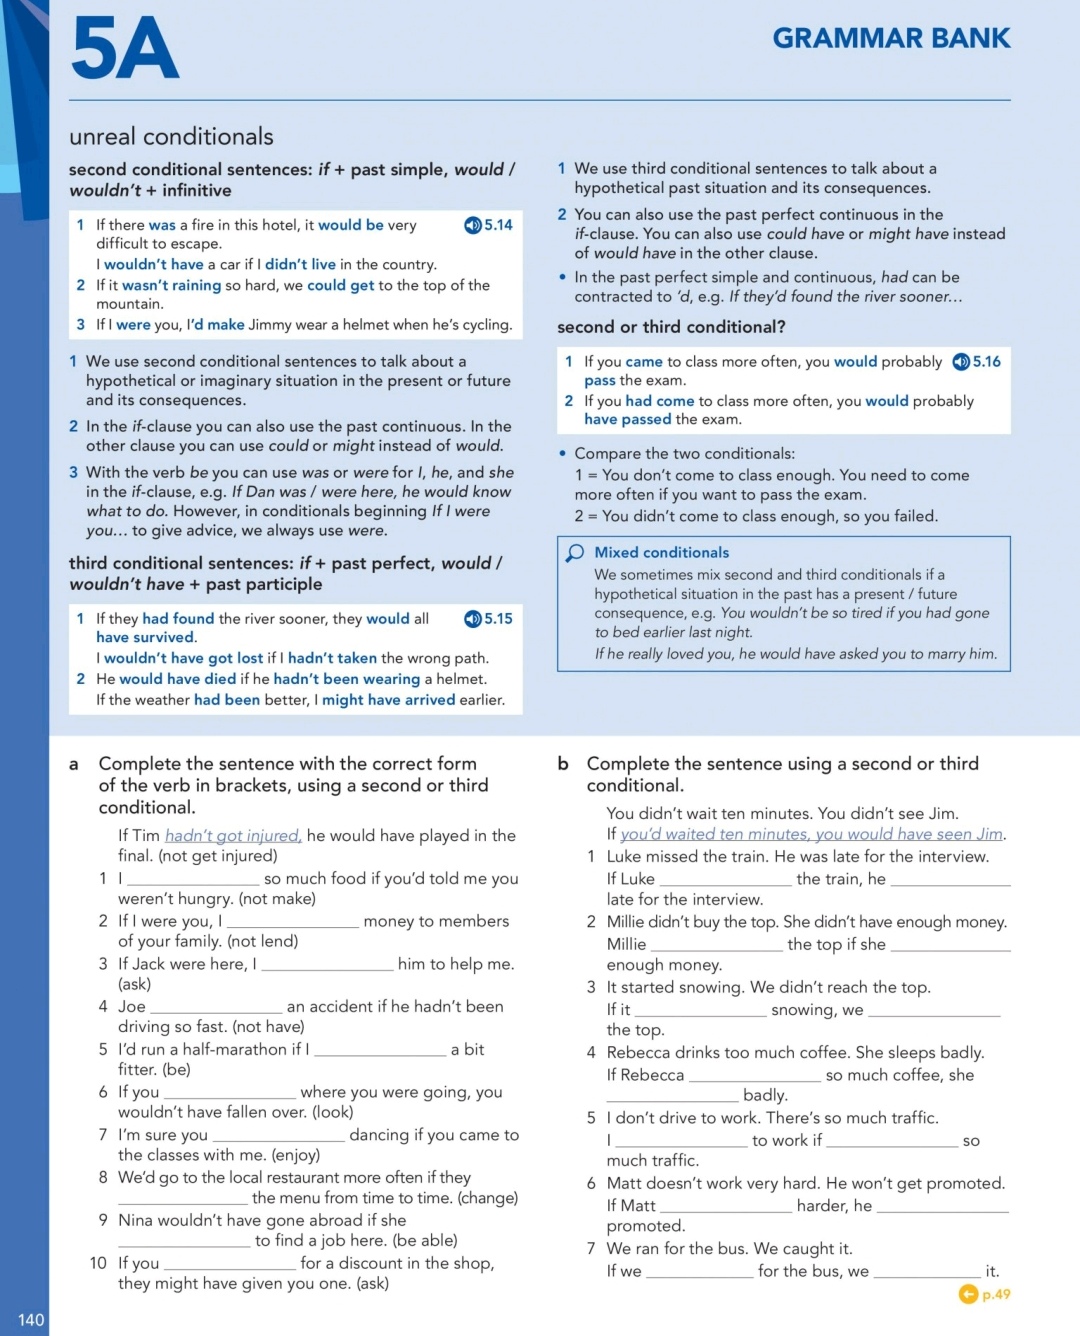 5A
GRAMMAR BANK
unreal conditionals
second conditional sentences: if + past simple, would /
wouldn't + infinitive
1 If there was a fire in this hotel, it would be very 5.14
difficult to escape.
I wouldn't have a car if I didn't live in the country.
2 If it wasn't raining so hard, we could get to the top of the
mountain.
3 If I were you, I'd make Jimmy wear a helmet when he's cycling.
1 We use second conditional sentences to talk about a
hypothetical or imaginary situation in the present or future
and its consequences.
2 In the if-clause you can also use the past continuous. In the
other clause you can use could or might instead of would.
3 With the verb be you can use was or were for I, he, and she
in the if-clause, e.g. If Dan was / were here, he would know
what to do. However, in conditionals beginning If I were
you… to give advice, we always use were.
third conditional sentences: if + past perfect, would /
wouldn't have + past participle
1 If they had found the river sooner, they would all 5.15
have survived.
I wouldn't have got lost if I hadn't taken the wrong path.
2 He would have died if he hadn't been wearing a helmet.
If the weather had been better, I might have arrived earlier.
1 We use third conditional sentences to talk about a
hypothetical past situation and its consequences.
2 You can also use the past perfect continuous in the
if-clause. You can also use could have or might have instead
of would have in the other clause.
• In the past perfect simple and continuous, had can be
contracted to 'd, e.g. If they'd found the river sooner…
second or third conditional?
1 If you came to class more often, you would probably 5.16
pass the exam.
2 If you had come to class more often, you would probably
have passed the exam.
• Compare the two conditionals:
1 = You don't come to class enough. You need to come
more often if you want to pass the exam.
2 = You didn't come to class enough, so you failed.
Mixed conditionals
We sometimes mix second and third conditionals if a
hypothetical situation in the past has a present / future
consequence, e.g. You wouldn't be so tired if you had gone
to bed earlier last night.
If he really loved you, he would have asked you to marry him.
a Complete the sentence with the correct form
of the verb in brackets, using a second or third
conditional.
If Tim hadn't got injured, he would have played in the
final. (not get injured)
1 I ______ so much food if you'd told me you
weren't hungry. (not make)
2 If I were you, I ______ money to members
of your family. (not lend)
3 If Jack were here, I ______ him to help me.
(ask)
4 Joe ______ an accident if he hadn't been
driving so fast. (not have)
5 I'd run a half-marathon if I ______ a bit
fitter. (be)
6 If you ______ where you were going, you
wouldn't have fallen over. (look)
7 I'm sure you ______ dancing if you came to
the classes with me. (enjoy)
8 We'd go to the local restaurant more often if they
______ the menu from time to time. (change)
9 Nina wouldn't have gone abroad if she
______ to find a job here. (be able)
10 If you ______ for a discount in the shop,
they might have given you one. (ask)
b Complete the sentence using a second or third
conditional.
You didn't wait ten minutes. You didn't see Jim.
If you'd waited ten minutes, you would have seen Jim.
1 Luke missed the train. He was late for the interview.
If Luke ______ the train, he ______
late for the interview.
2 Millie didn't buy the top. She didn't have enough money.
Millie ______ the top if she ______
enough money.
3 It started snowing. We didn't reach the top.
If it ______ snowing, we ______
the top.
4 Rebecca drinks too much coffee. She sleeps badly.
If Rebecca ______ so much coffee, she
______ badly.
5 I don't drive to work. There's so much traffic.
I ______ to work if ______ so
much traffic.
6 Matt doesn't work very hard. He won't get promoted.
If Matt ______ harder, he ______
promoted.
7 We ran for the bus. We caught it.
If we ______ for the bus, we ______ it.
p.49
140